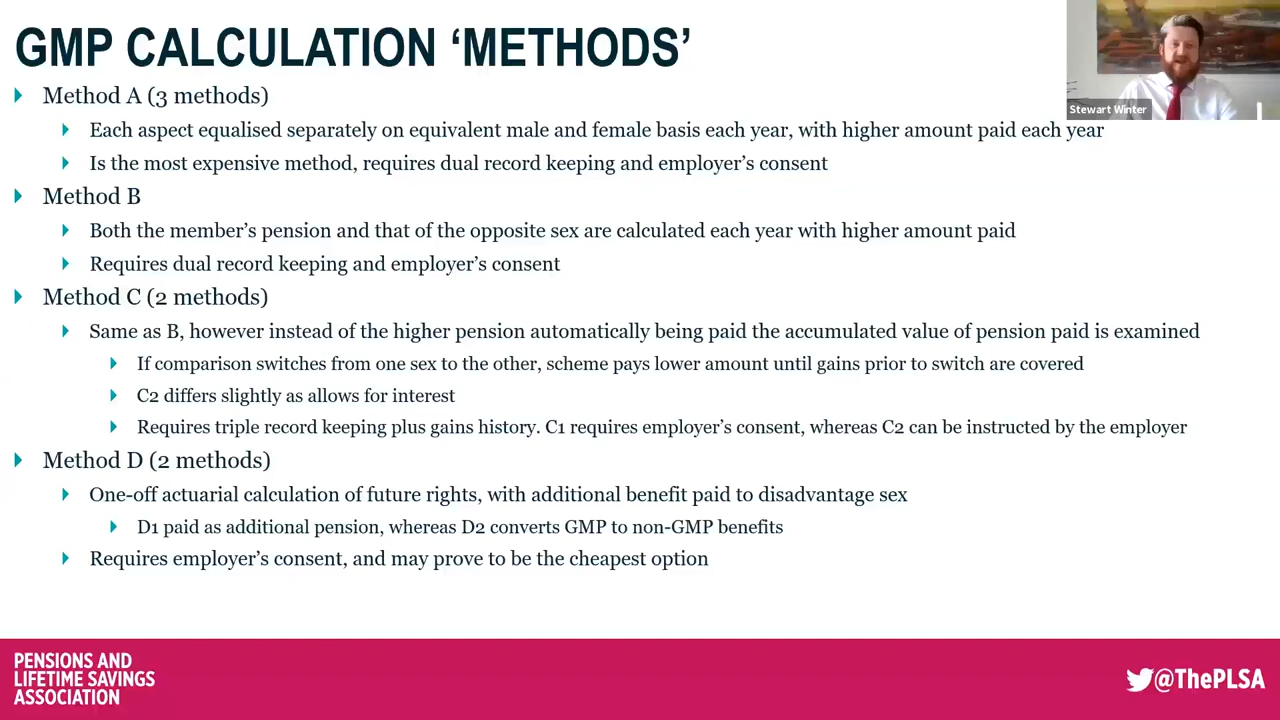 GMP CALCULATION ‘METHODS’
Method A (3 methods)
Each aspect equalised separately on equivalent male and female basis each year, with higher amount paid each year
Is the most expensive method, requires dual record keeping and employer’s consent
Method B
Both the member’s pension and that of the opposite sex are calculated each year with higher amount paid
Requires dual record keeping and employer’s consent
Method C (2 methods)
Same as B, however instead of the higher pension automatically being paid the accumulated value of pension paid is examined
If comparison switches from one sex to the other, scheme pays lower amount until gains prior to switch are covered
C2 differs slightly as allows for interest
Requires triple record keeping plus gains history. C1 requires employer’s consent, whereas C2 can be instructed by the employer
Method D (2 methods)
One-off actuarial calculation of future rights, with additional benefit paid to disadvantage sex
D1 paid as additional pension, whereas D2 converts GMP to non-GMP benefits
Requires employer’s consent, and may prove to be the cheapest option
Stewart Winter
PENSIONS AND
LIFETIME SAVINGS
ASSOCIATION
@ThePLSA